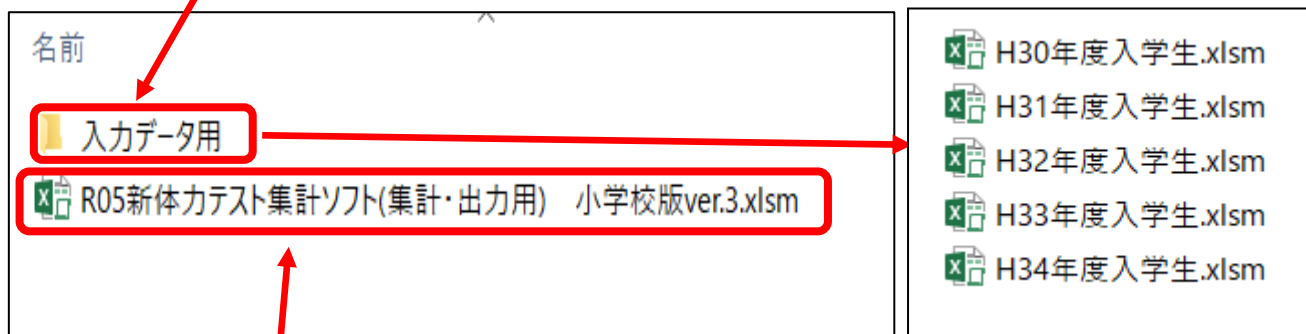 名前
入力データ用
R05新体力テスト集計ソフト(集計・出力用)　小学校版ver.3.xlsm
H30年度入学生.xlsm
H31年度入学生.xlsm
H32年度入学生.xlsm
H33年度入学生.xlsm
H34年度入学生.xlsm